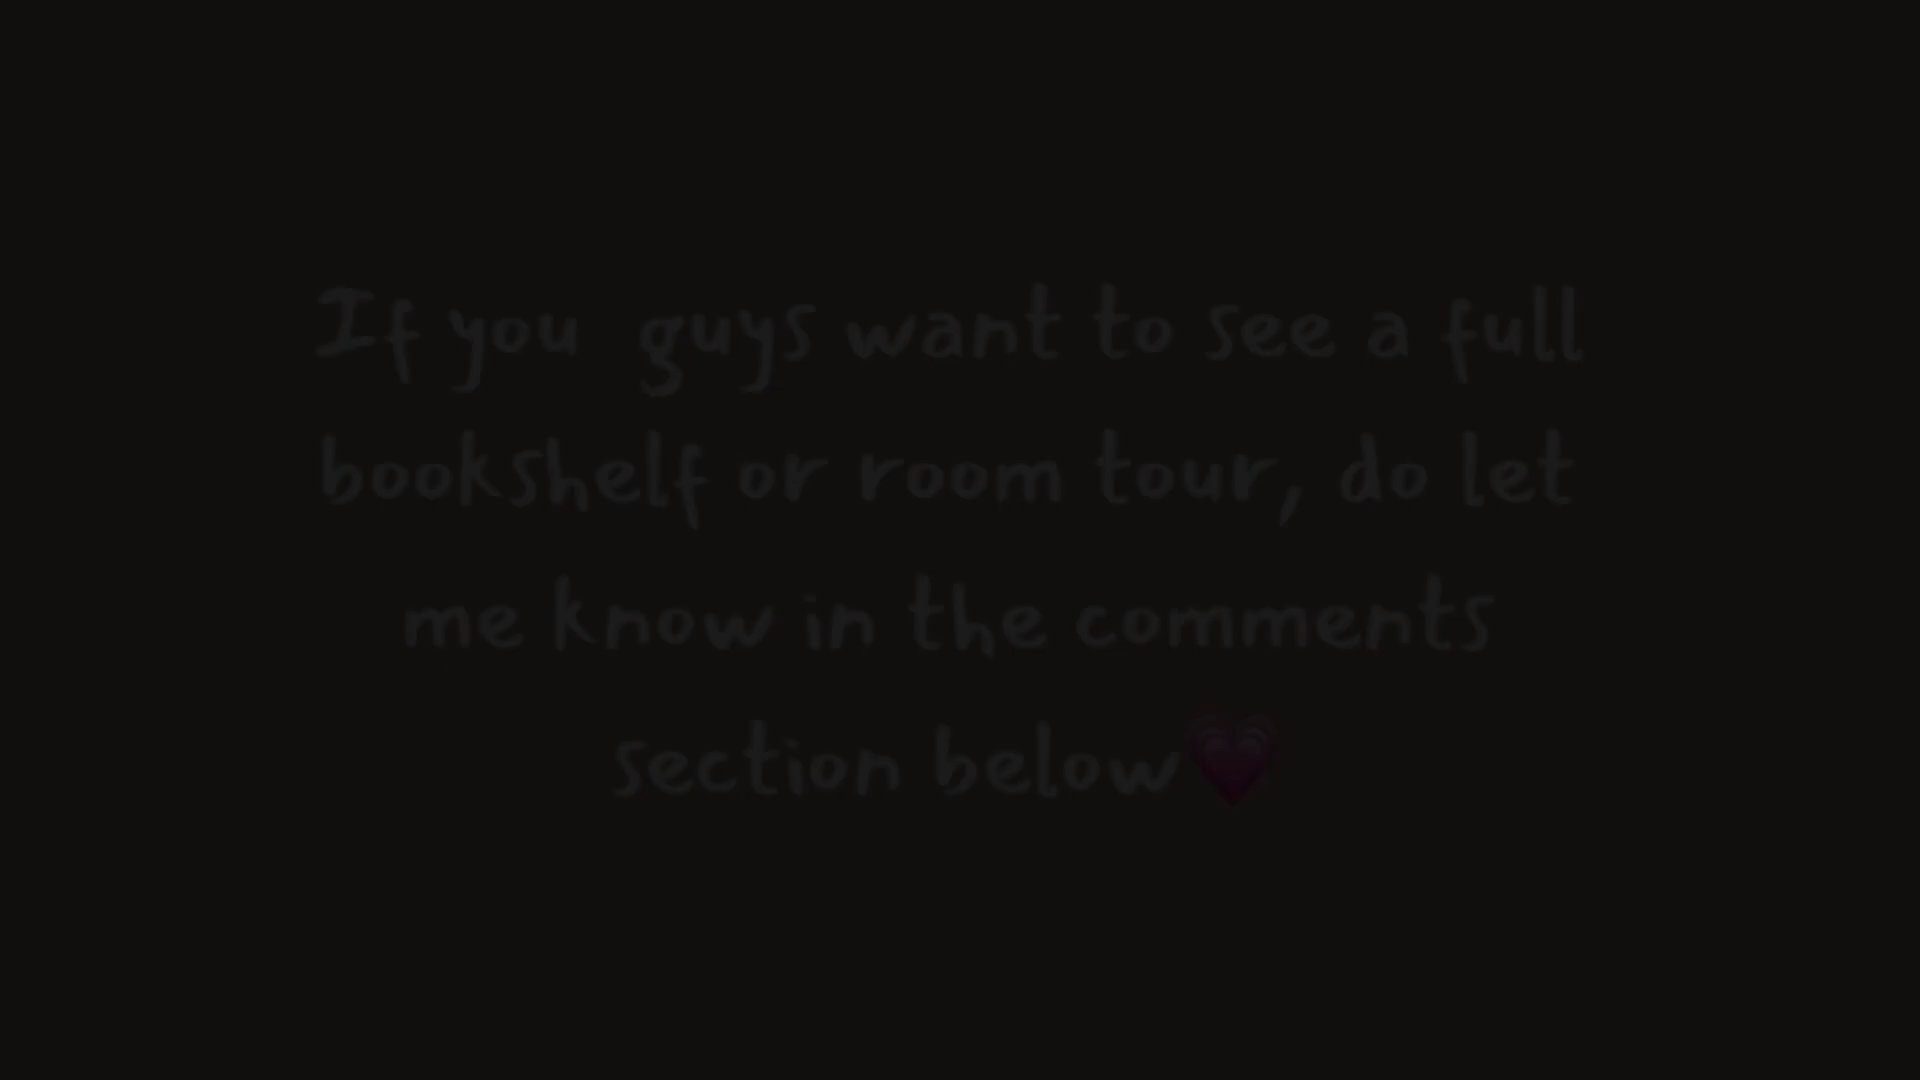 If you guys want to see a full
bookshelf or room tour, do let
me know in the comments
section below💗